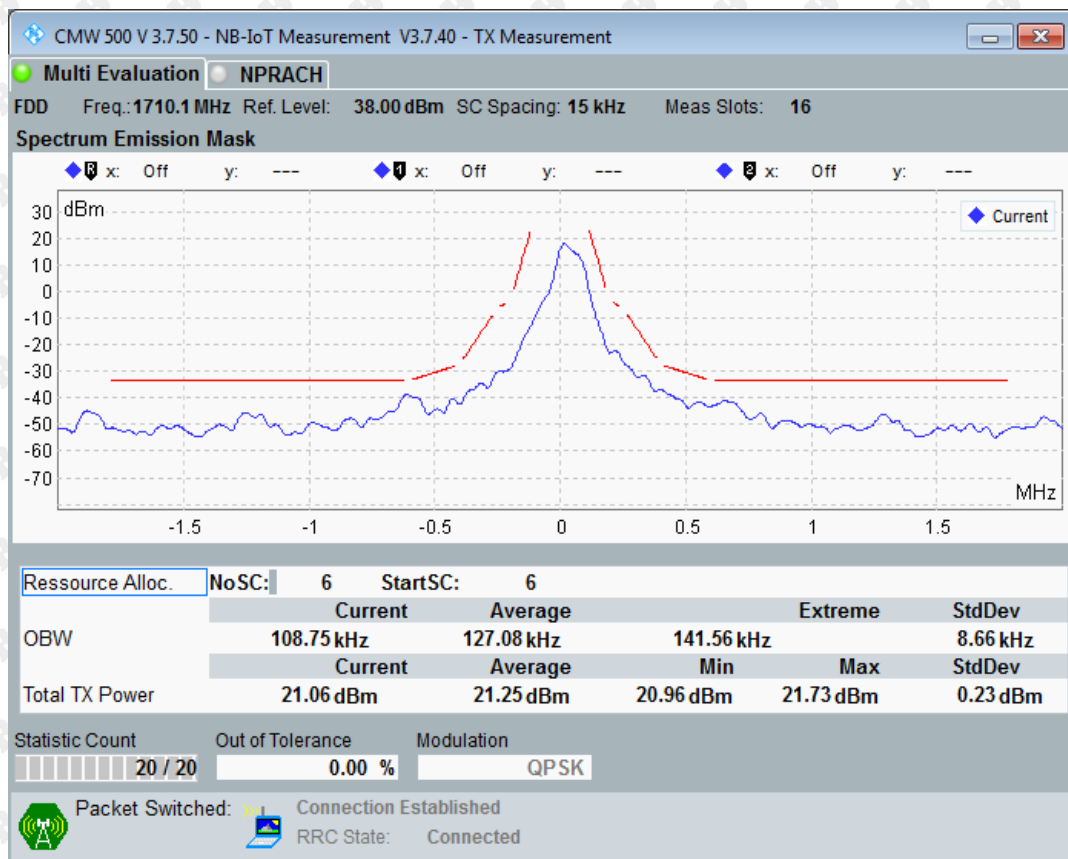 CMW 500 V 3.7.50 - NB-IoT Measurement V3.7.40 - TX Measurement
Multi Evaluation NPRACH
FDD Freq.: 1710.1 MHz Ref. Level: 38.00 dBm SC Spacing: 15 kHz Meas Slots: 16
Spectrum Emission Mask
R x: Off y: --- 1 x: Off y: --- 2 x: Off y: ---
dBm
Current
30
20
10
0
-10
-20
-30
-40
-50
-60
-70
MHz
-1.5 -1 -0.5 0 0.5 1 1.5
Ressource Alloc. NoSC: 6 StartSC: 6
Current Average Extreme StdDev
OBW 108.75 kHz 127.08 kHz 141.56 kHz 8.66 kHz
Current Average Min Max StdDev
Total TX Power 21.06 dBm 21.25 dBm 20.96 dBm 21.73 dBm 0.23 dBm
Statistic Count Out of Tolerance Modulation
20 / 20 0.00 % QPSK
Packet Switched: Connection Established
RRC State: Connected